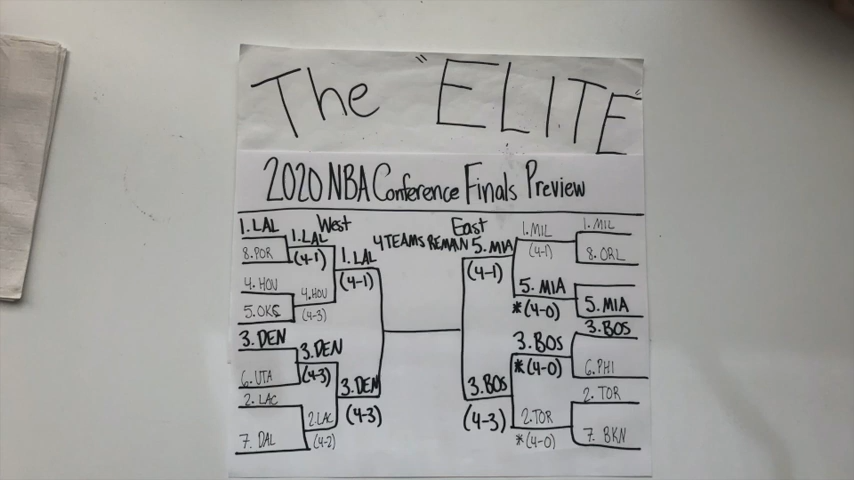 The "ELITE"
2020 NBA Conference Finals Preview
West
East
4 TEAMS REMAIN
1. LAL
8. POR
4. HOU
5. OKC
3. DEN
6. UTA
2. LAC
7. DAL
1. LAL
(4-1)
4. HOU
(4-3)
3. DEN
(4-3)
2. LAC
(4-2)
1. LAL
(4-1)
3. DEN
(4-3)
5. MIA
(4-1)
3. BOS
(4-3)
1. MIL
(4-1)
5. MIA
*(4-0)
3. BOS
*(4-0)
2. TOR
*(4-0)
1. MIL
8. ORL
5. MIA
3. BOS
6. PHI
2. TOR
7. BKN